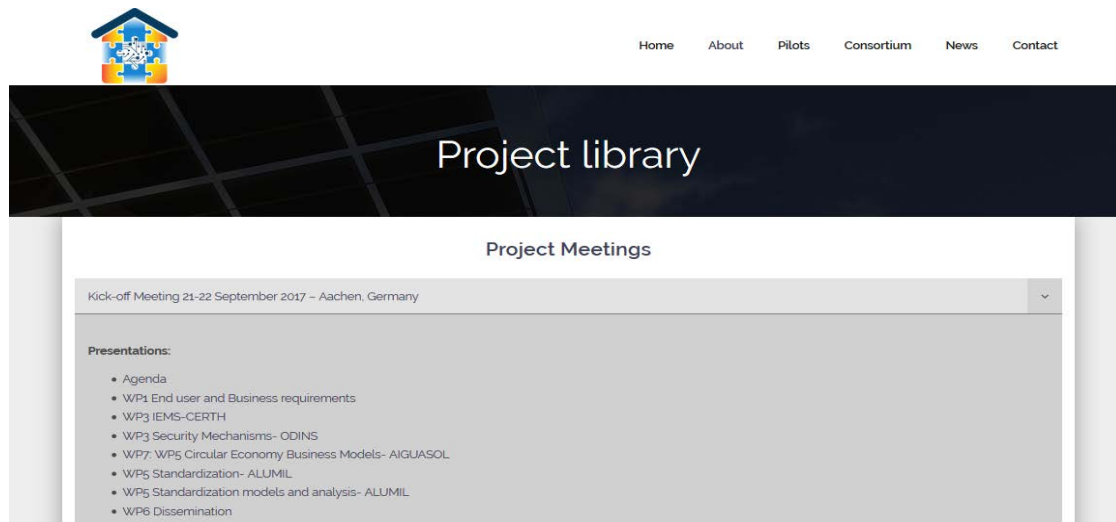 Home About Pilots Consortium News Contact
Project library
Project Meetings
Kick-off Meeting 21-22 September 2017 – Aachen, Germany
Presentations:
• Agenda
• WP1 End user and Business requirements
• WP3 IEMS-CERTH
• WP3 Security Mechanisms- ODINS
• WP7: WP5 Circular Economy Business Models- AIGUASOL
• WP5 Standardization- ALUMIL
• WP5 Standardization models and analysis- ALUMIL
• WP6 Dissemination